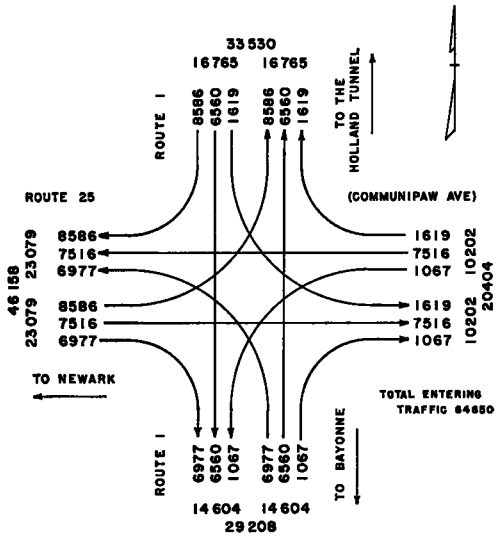 33530
16765 16765
ROUTE 1
8586 6560 1619 8586 6560 1619
TO THE
HOLLAND TUNNEL
ROUTE 25
(COMMUNIPAW AVE)
46158
23079
8586
7516
6977
23079
8586
7516
6977
1619
7516
1067
10202
1619
7516
1067
10202
20404
TO NEWARK
TOTAL ENTERING
TRAFFIC 64650
ROUTE 1
6977 6560 1067 6977 6560 1067
TO BAYONNE
14604 14604
29208